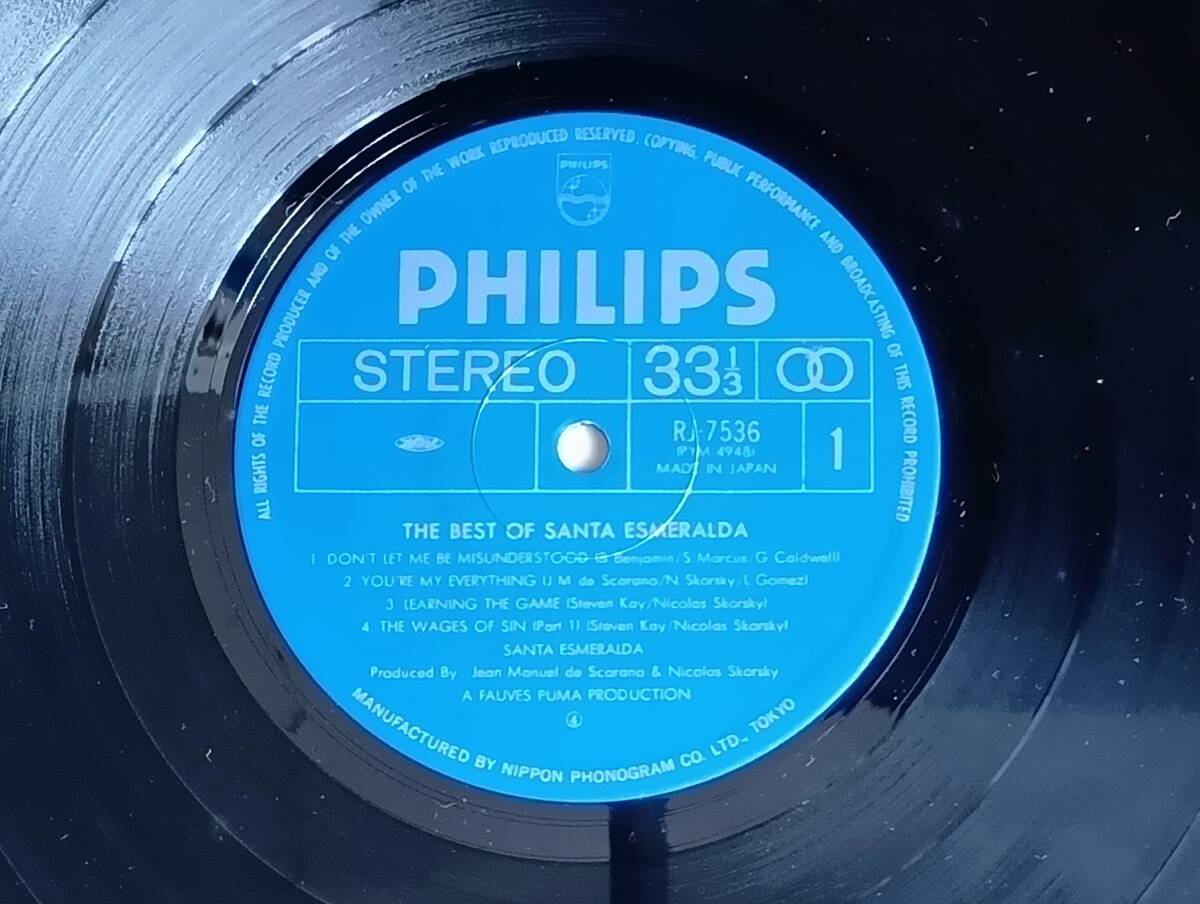 ALL RIGHTS OF THE RECORD PRODUCER AND OF THE OWNER OF THE WORK REPRODUCED RESERVED. COPYING, PUBLIC PERFORMANCE AND BROADCASTING OF THIS RECORD PROHIBITED
PHILIPS
PHILIPS
STEREO 33 1/3
RJ-7536
(PYM 4948)
MADE IN JAPAN
1
THE BEST OF SANTA ESMERALDA
1 DON'T LET ME BE MISUNDERSTOOD (B. Benjamin/S. Marcus/G. Caldwell)
2 YOU'RE MY EVERYTHING (J. M. de Scarano/N. Skorsky/L. Gomez)
3 LEARNING THE GAME (Steven Kay/Nicolas Skorsky)
4 THE WAGES OF SIN (Part 1) (Steven Kay/Nicolas Skorsky)
SANTA ESMERALDA
Produced By Jean Manuel de Scarano & Nicolas Skorsky
A FAUVES PUMA PRODUCTION
④
MANUFACTURED BY NIPPON PHONOGRAM CO. LTD., TOKYO